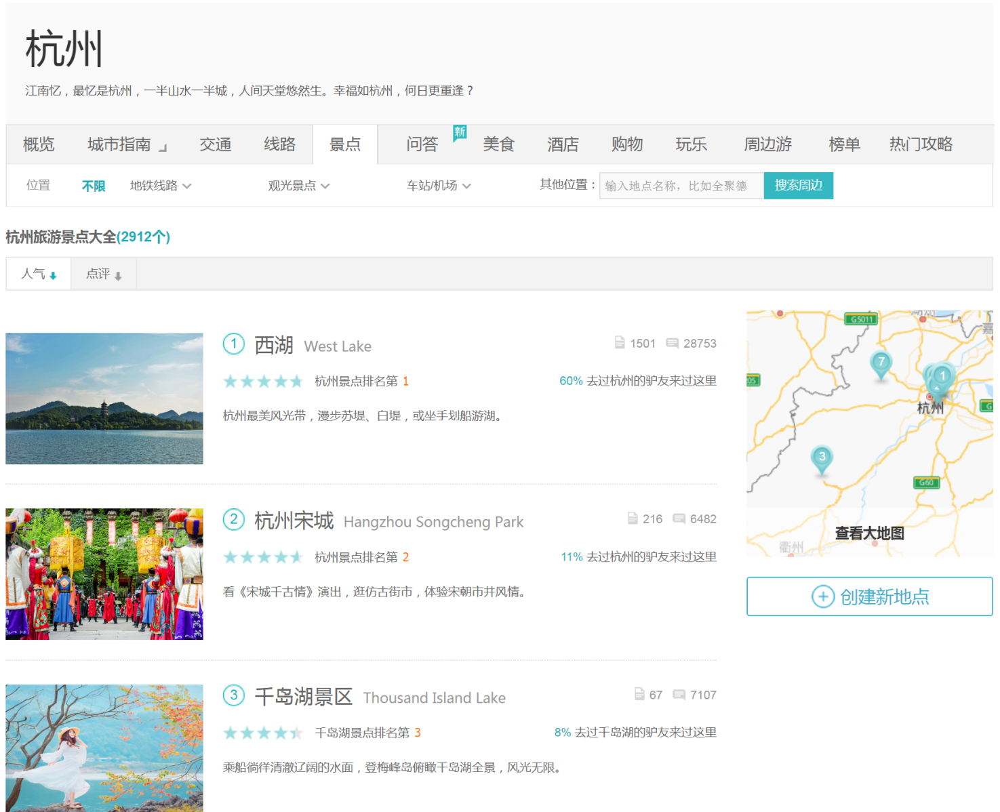 杭州
江南忆，最忆是杭州，一半山水一半城，人间天堂悠然生。幸福如杭州，何日更重逢？
概览 城市指南 交通 线路 景点 问答 新 美食 酒店 购物 玩乐 周边游 榜单 热门攻略
位置 不限 地铁线路 观光景点 车站/机场 其他位置： 输入地点名称，比如全聚德 搜索周边
杭州旅游景点大全(2912个)
人气 点评
1 西湖 West Lake 1501 28753
杭州景点排名第 1 60% 去过杭州的驴友来过这里
杭州最美风光带，漫步苏堤、白堤，或坐手划船游湖。
2 杭州宋城 Hangzhou Songcheng Park 216 6482
杭州景点排名第 2 11% 去过杭州的驴友来过这里
看《宋城千古情》演出，逛仿古街市，体验宋朝市井风情。
3 千岛湖景区 Thousand Island Lake 67 7107
千岛湖景点排名第 3 8% 去过千岛湖的驴友来过这里
乘船徜徉清澈辽阔的水面，登梅峰岛俯瞰千岛湖全景，风光无限。
G5011
7
1
2
05
杭州
G
3
G60
查看大地图
衢州
创建新地点